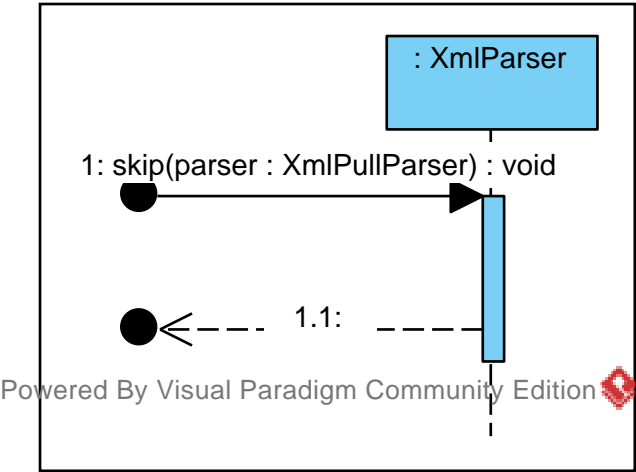 : XmlParser
1: skip(parser : XmlPullParser) : void
1.1:
Powered By Visual Paradigm Community Edition